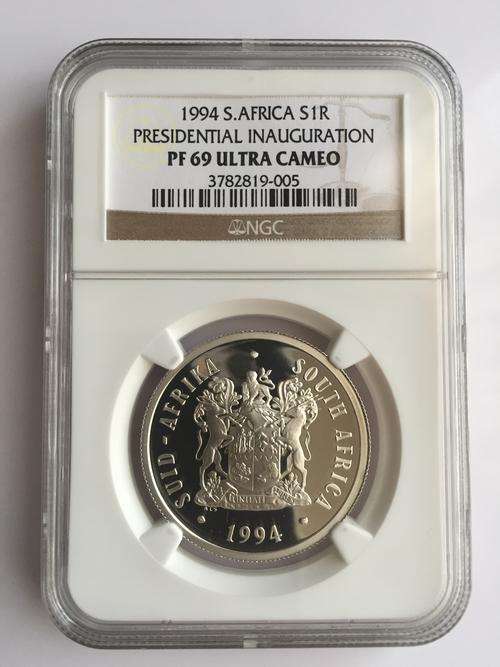 1994 S.AFRICA S1R
PRESIDENTIAL INAUGURATION
PF 69 ULTRA CAMEO
3782819-005
NGC
SUID-AFRIKA SOUTH AFRICA
· 1994 ·